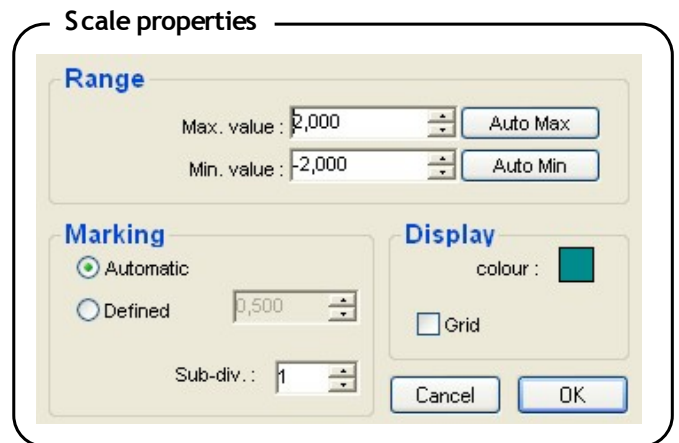 Scale properties
Range
Max. value : 2,000 Auto Max
Min. value : -2,000 Auto Min
Marking
Automatic
Defined 0,500
Sub-div. : 1
Display
colour :
Grid
Cancel OK